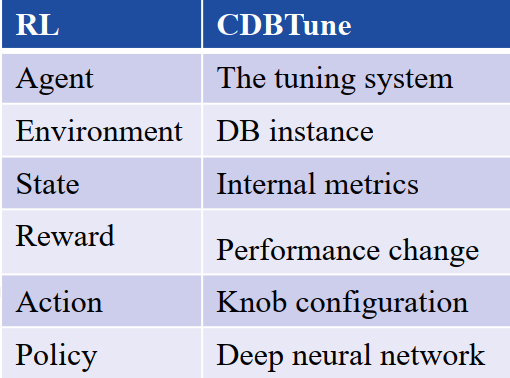 RL CDBTune
Agent The tuning system
Environment DB instance
State Internal metrics
Reward Performance change
Action Knob configuration
Policy Deep neural network